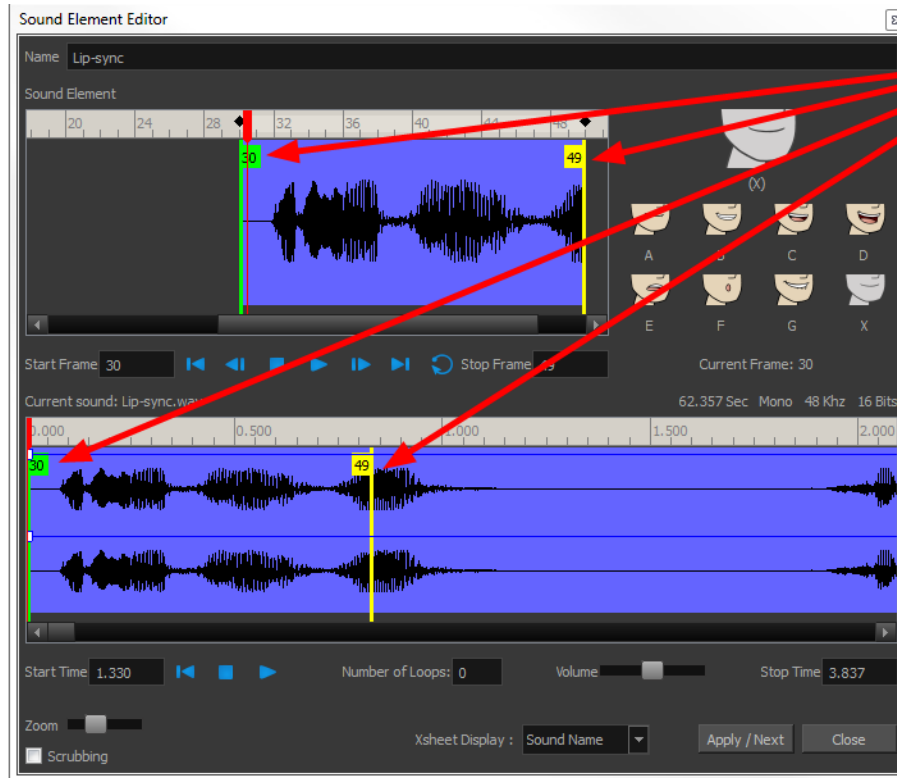 Sound Element Editor
Name Lip-sync
Sound Element
20 24 28 32 36 40 44 48
30 49
(X)
A B C D
E F G X
Start Frame 30 Stop Frame 49 Current Frame: 30
Current sound: Lip-sync.wav 62.357 Sec Mono 48 Khz 16 Bits
0.000 0.500 1.000 1.500 2.000
30 49
Start Time 1.330 Number of Loops: 0 Volume Stop Time 3.837
Zoom
Scrubbing Xsheet Display : Sound Name Apply / Next Close